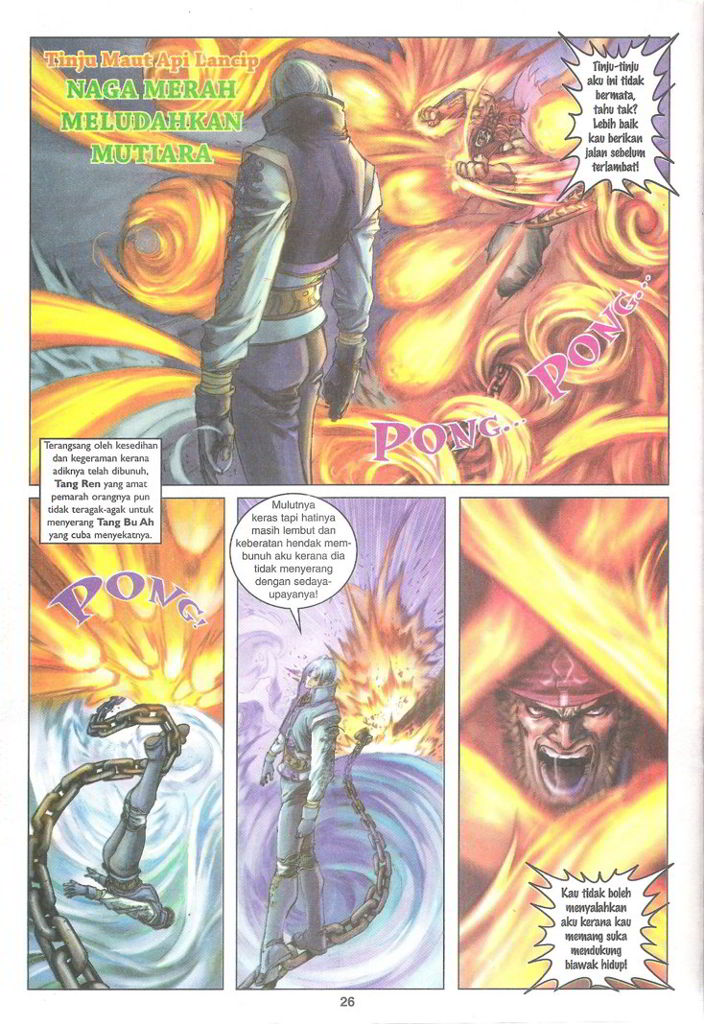 Tinju Maut Api Lancip
NAGA MERAH
MELUDAHKAN
MUTIARA
Tinju-tinju
aku ini tidak
bermata,
tahu tak?
Lebih baik
kau berikan
jalan sebelum
terlambat!
PONG...
PONG...
Terangsang oleh kesedihan
dan kegeraman kerana
adiknya telah dibunuh,
Tang Ren yang amat
pemarah orangnya pun
tidak teragak-agak untuk
menyerang Tang Bu Ah
yang cuba menyekatnya.
PONG!
Mulutnya
keras tapi hatinya
masih lembut dan
keberatan hendak mem-
bunuh aku kerana dia
tidak menyerang
dengan sedaya-
upayanya!
Kau tidak boleh
menyalahkan
aku kerana kau
memang suka
mendukung
biawak hidup!
26